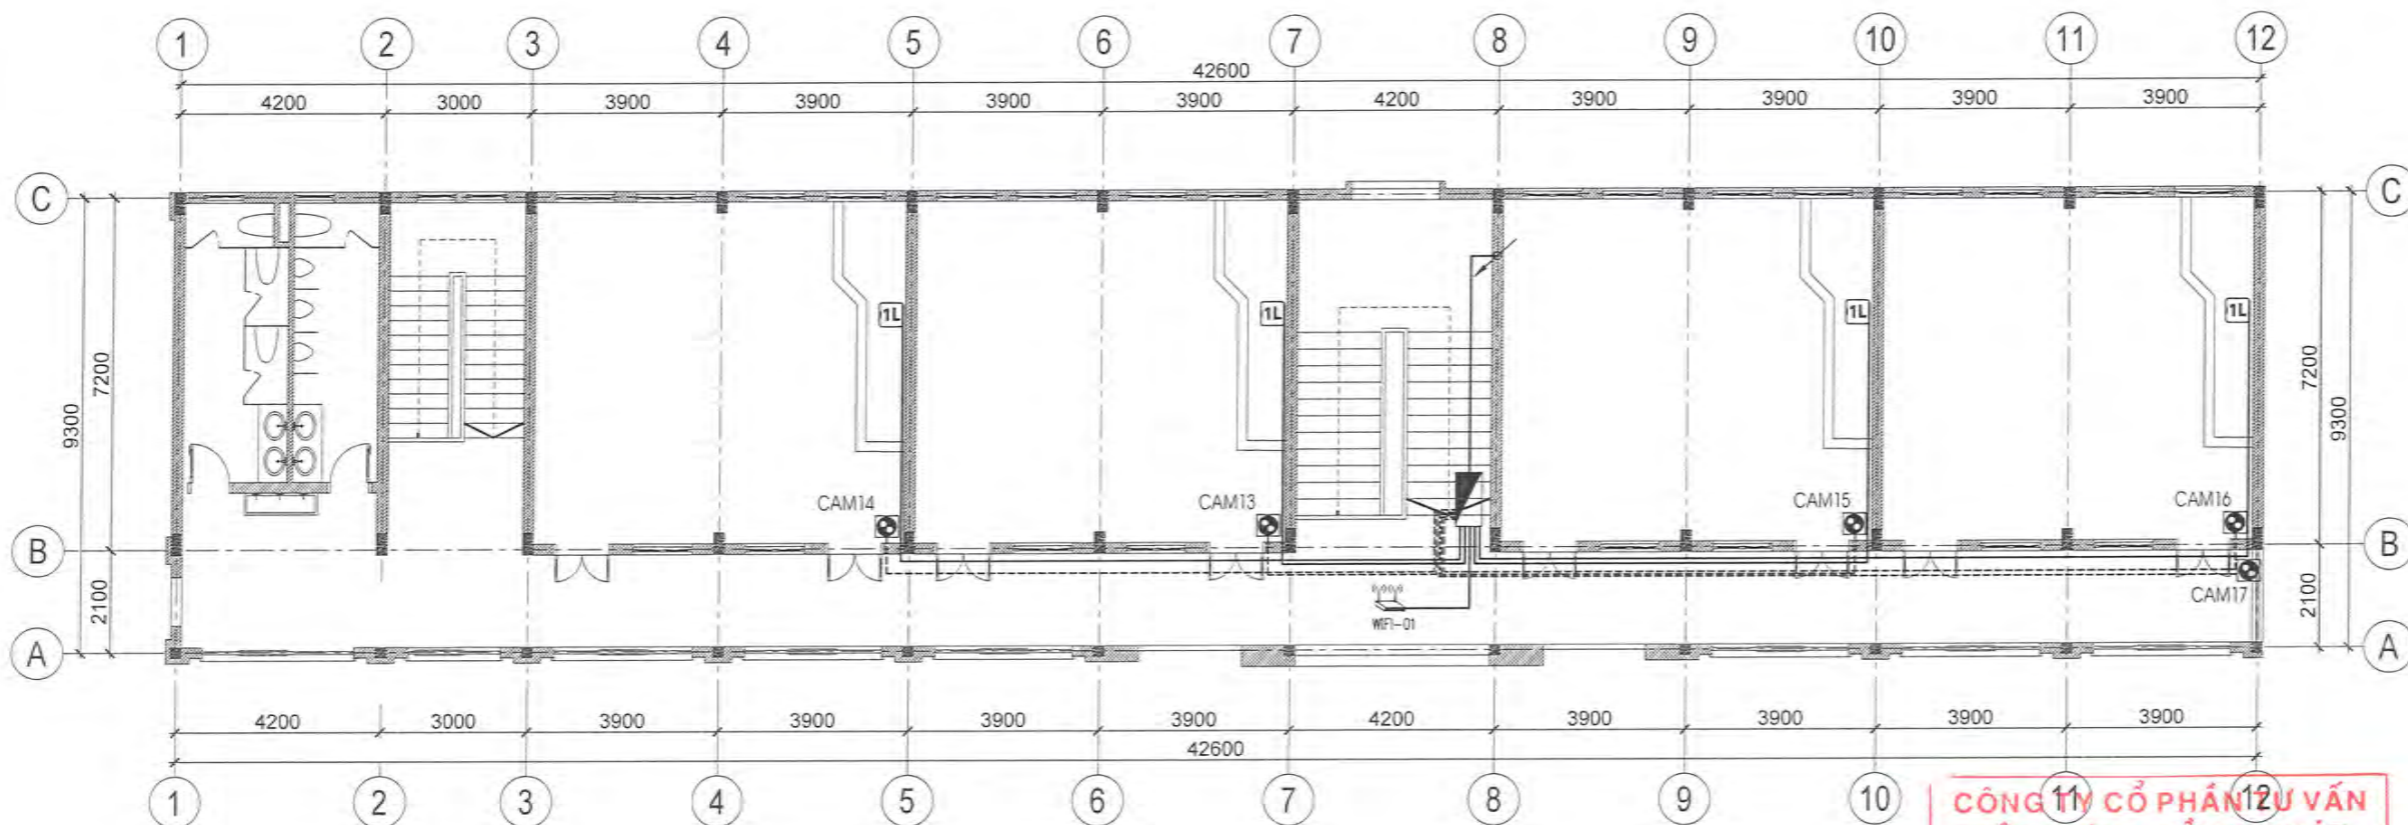 1 2 3 4 5 6 7 8 9 10 11 12
42600
4200 3000 3900 3900 3900 3900 4200 3900 3900 3900 3900
C C
1L 1L 1L 1L
7200 7200
9300 9300
CAM14 CAM13 CAM15 CAM16
B B
CAM17
2100 2100
WIFI-01
A A
4200 3000 3900 3900 3900 3900 4200 3900 3900 3900 3900
42600
1 2 3 4 5 6 7 8 9 10 11 12
CÔNG TY CỔ PHẦN TƯ VẤN